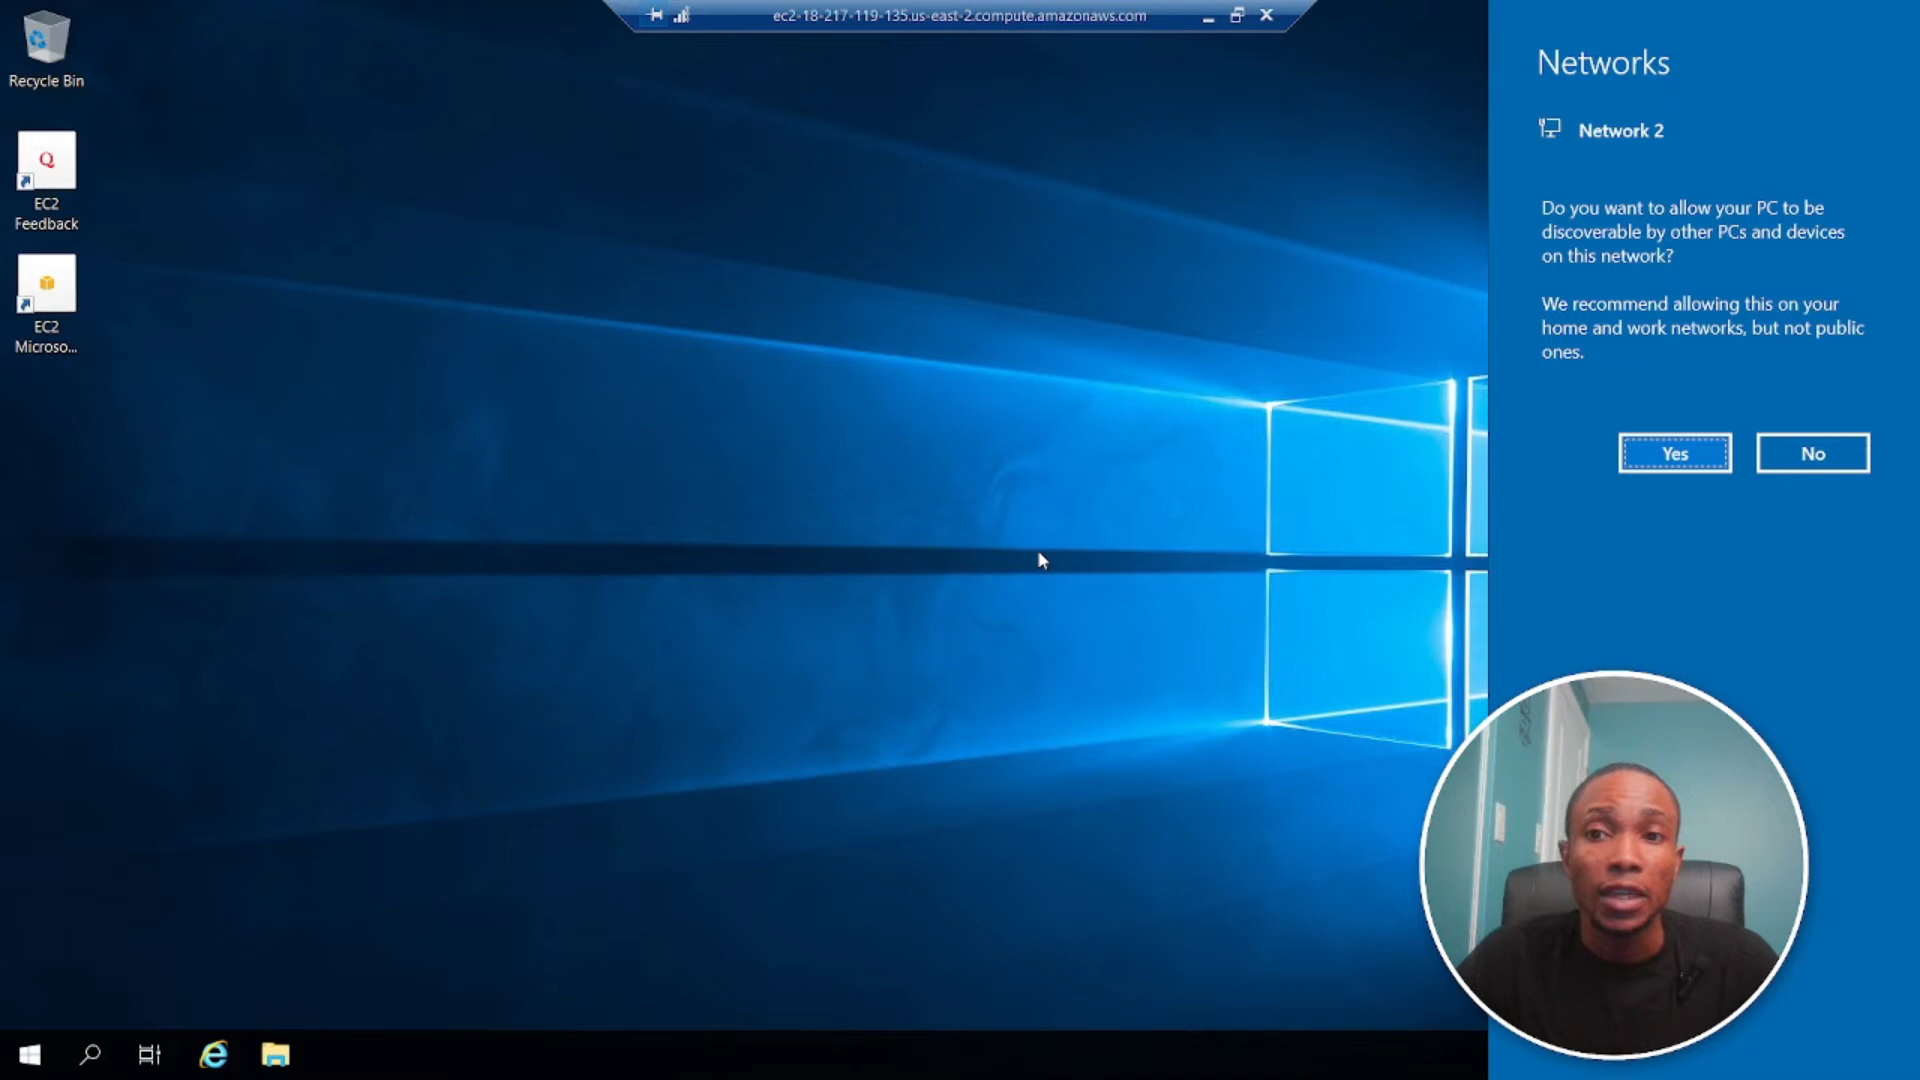 ec2-18-217-119-135.us-east-2.compute.amazonaws.com
Recycle Bin
Q
EC2
Feedback
EC2
Microso...
Networks
Network 2
Do you want to allow your PC to be
discoverable by other PCs and devices
on this network?
We recommend allowing this on your
home and work networks, but not public
ones.
Yes
No